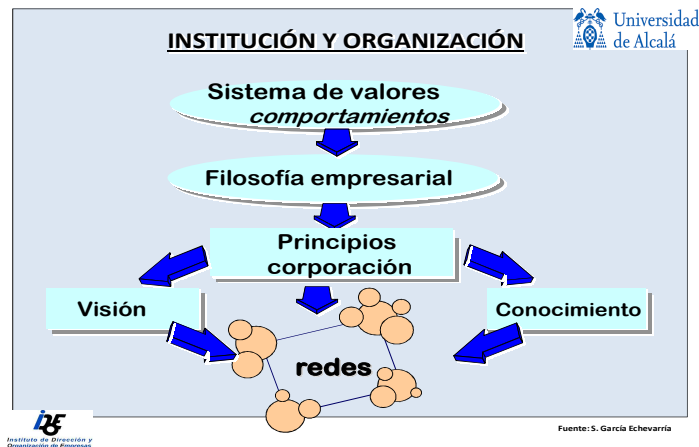 Universidad
de Alcalá
INSTITUCIÓN Y ORGANIZACIÓN
Sistema de valores
comportamientos
Filosofía empresarial
Principios
corporación
Visión
Conocimiento
redes
Fuente: S. García Echevarría
Instituto de Dirección y
Organización de Empresas